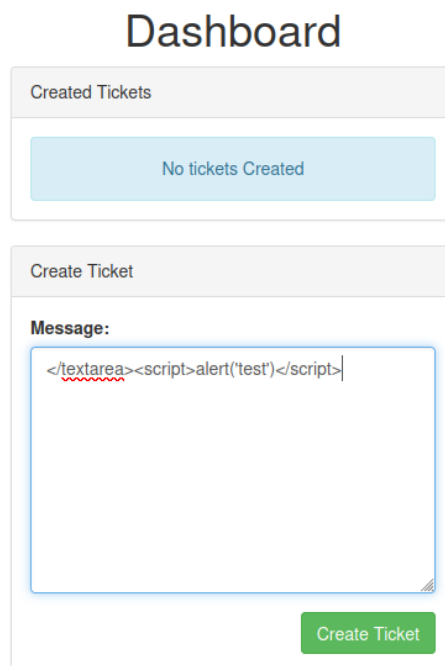 Dashboard
Created Tickets
No tickets Created
Create Ticket
Message:
</textarea><script>alert('test')</script>
Create Ticket